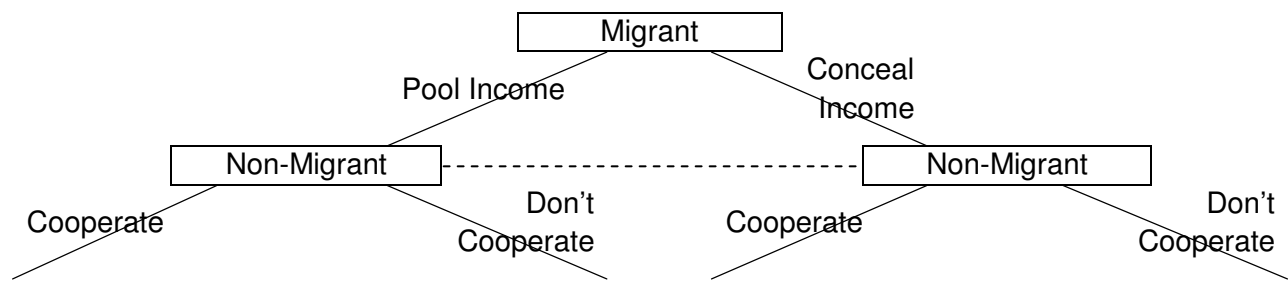 Migrant
Pool Income
Conceal
Income
Non-Migrant
Non-Migrant
Cooperate
Don't
Cooperate
Cooperate
Don't
Cooperate